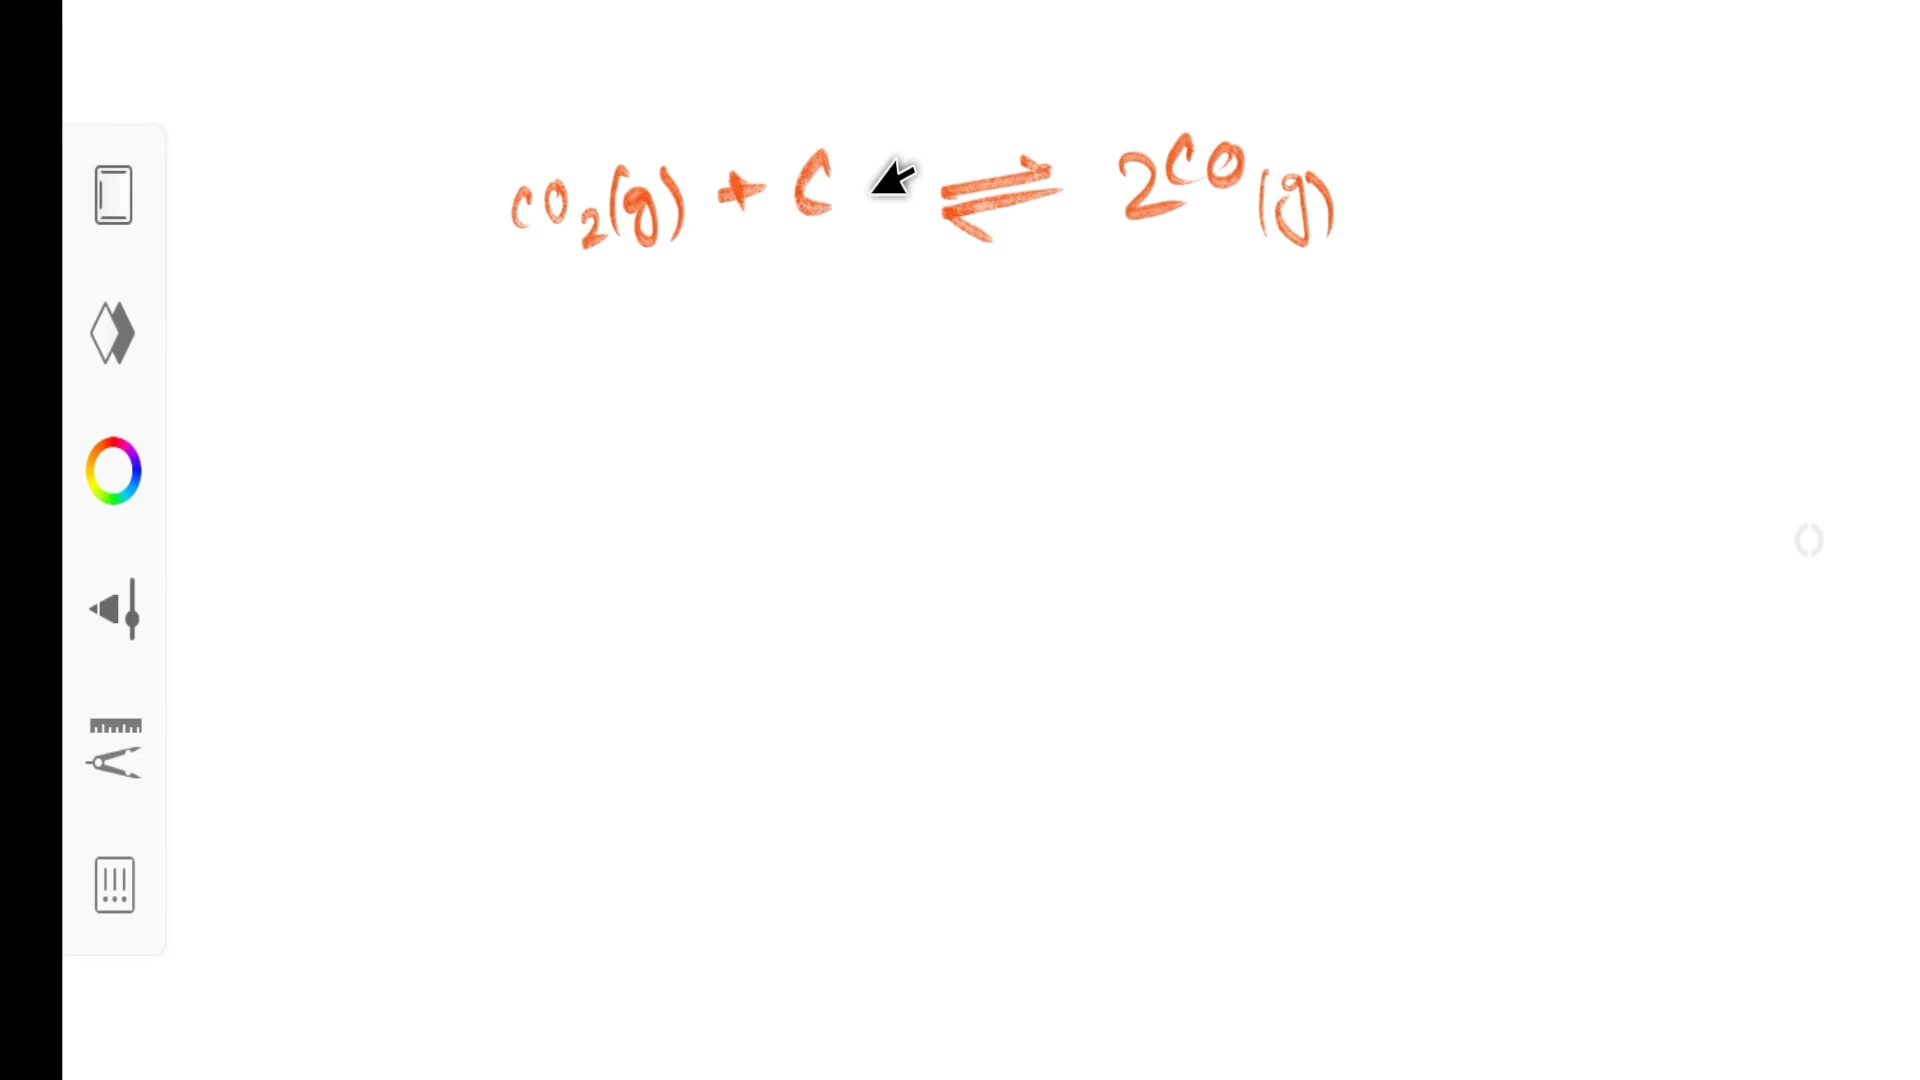 CO₂(g) + C ⇌ 2CO(g)